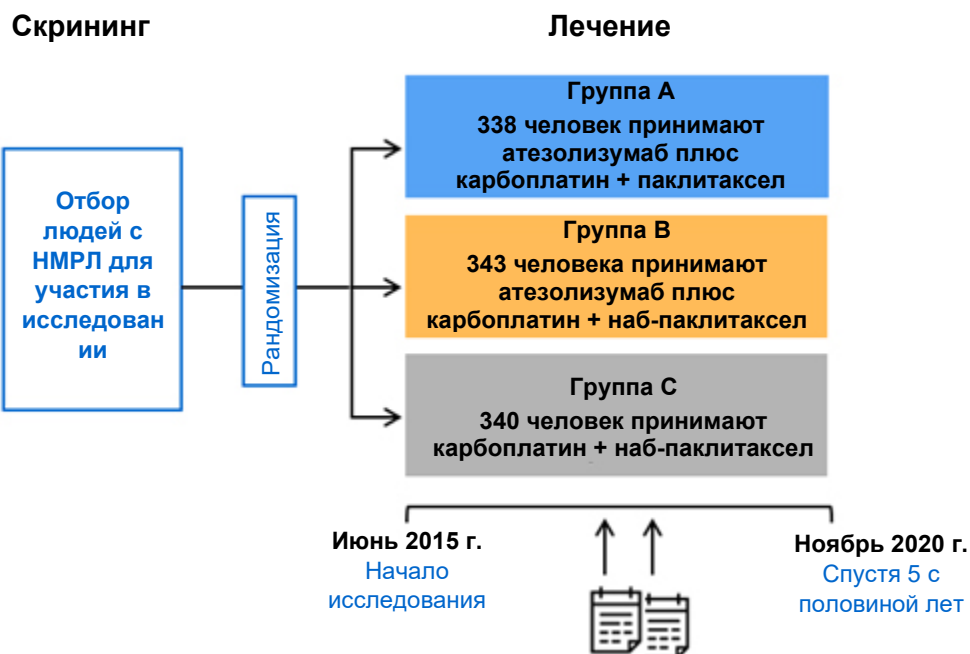 Скрининг
Лечение
Отбор
людей с
НМРЛ для
участия в
исследован
ии
Рандомизация
Группа А
338 человек принимают
атезолизумаб плюс
карбоплатин + паклитаксел
Группа В
343 человека принимают
атезолизумаб плюс
карбоплатин + наб-паклитаксел
Группа С
340 человек принимают
карбоплатин + наб-паклитаксел
Июнь 2015 г.
Начало
исследования
Ноябрь 2020 г.
Спустя 5 с
половиной лет